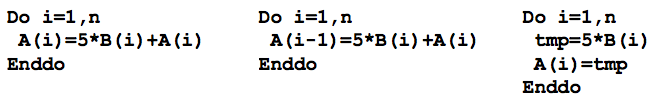 Do i=1,n
A(i)=5*B(i)+A(i)
Enddo
Do i=1,n
A(i-1)=5*B(i)+A(i)
Enddo
Do i=1,n
tmp=5*B(i)
A(i)=tmp
Enddo